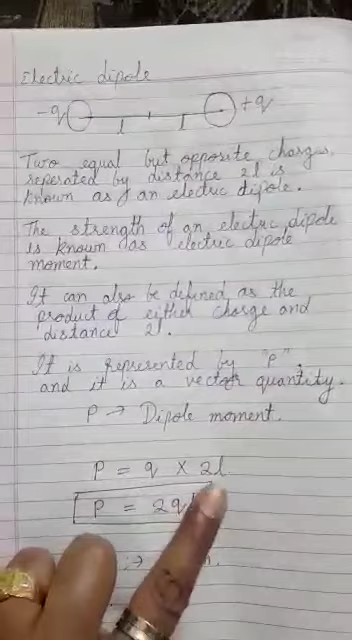 Electric dipole
-q +q
l l
Two equal but opposite charges,
seperated by distance 2l is
known as an electric dipole.
The strength of an electric dipole
is known as electric dipole
moment.
It can also be defined as the
product of either charge and
distance 2l.
It is represented by "P",
and it is a vector quantity.
P → Dipole moment.
P = q × 2l
P = 2q